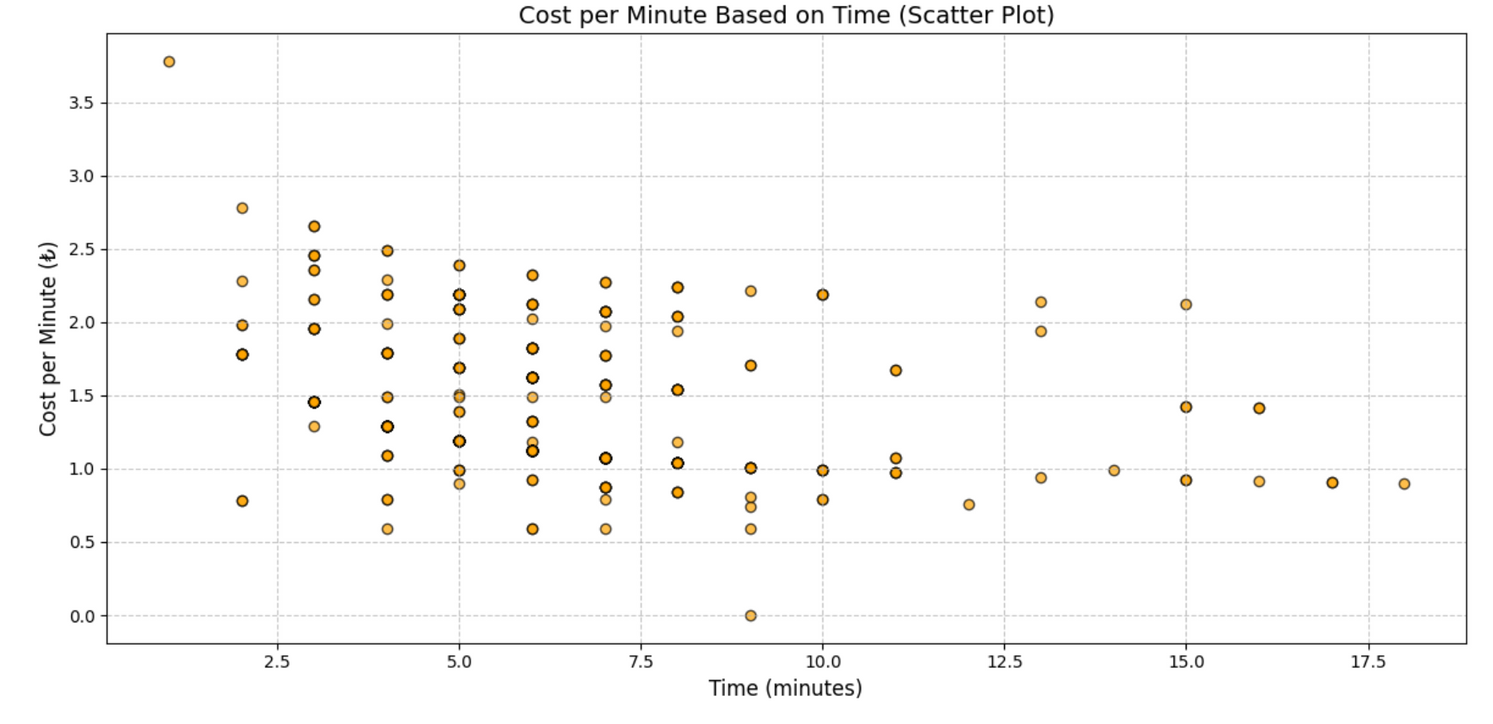 Cost per Minute Based on Time (Scatter Plot)
Cost per Minute (₺)
3.5
3.0
2.5
2.0
1.5
1.0
0.5
0.0
2.5 5.0 7.5 10.0 12.5 15.0 17.5
Time (minutes)